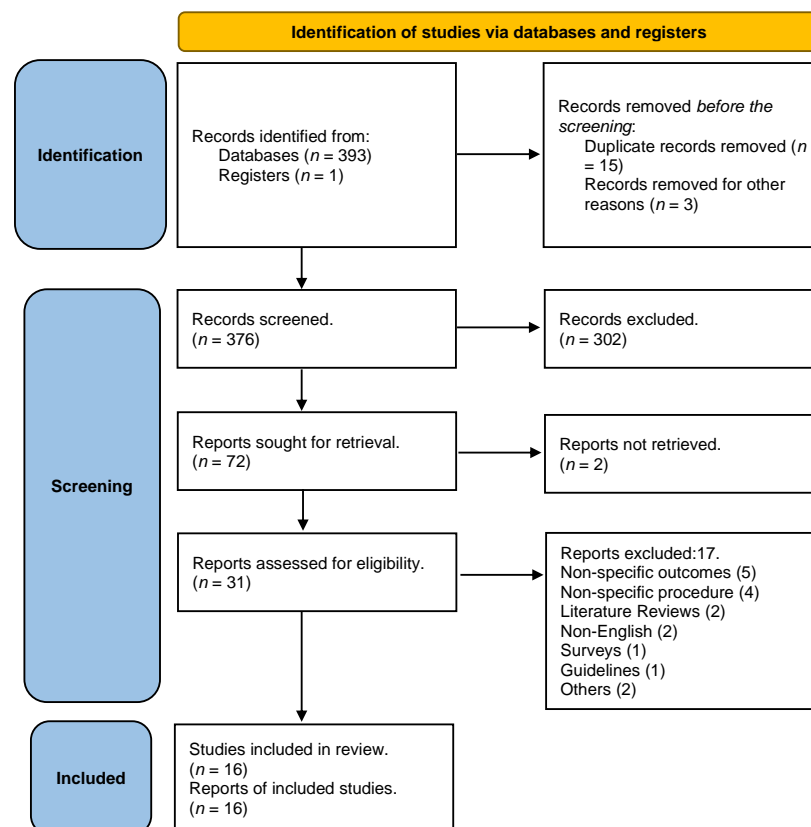 Identification of studies via databases and registers
Identification
Records identified from:
Databases (n = 393)
Registers (n = 1)
Records removed before the
screening:
Duplicate records removed (n
= 15)
Records removed for other
reasons (n = 3)
Screening
Records screened.
(n = 376)
Records excluded.
(n = 302)
Reports sought for retrieval.
(n = 72)
Reports not retrieved.
(n = 2)
Reports assessed for eligibility.
(n = 31)
Reports excluded:17.
Non-specific outcomes (5)
Non-specific procedure (4)
Literature Reviews (2)
Non-English (2)
Surveys (1)
Guidelines (1)
Others (2)
Included
Studies included in review.
(n = 16)
Reports of included studies.
(n = 16)